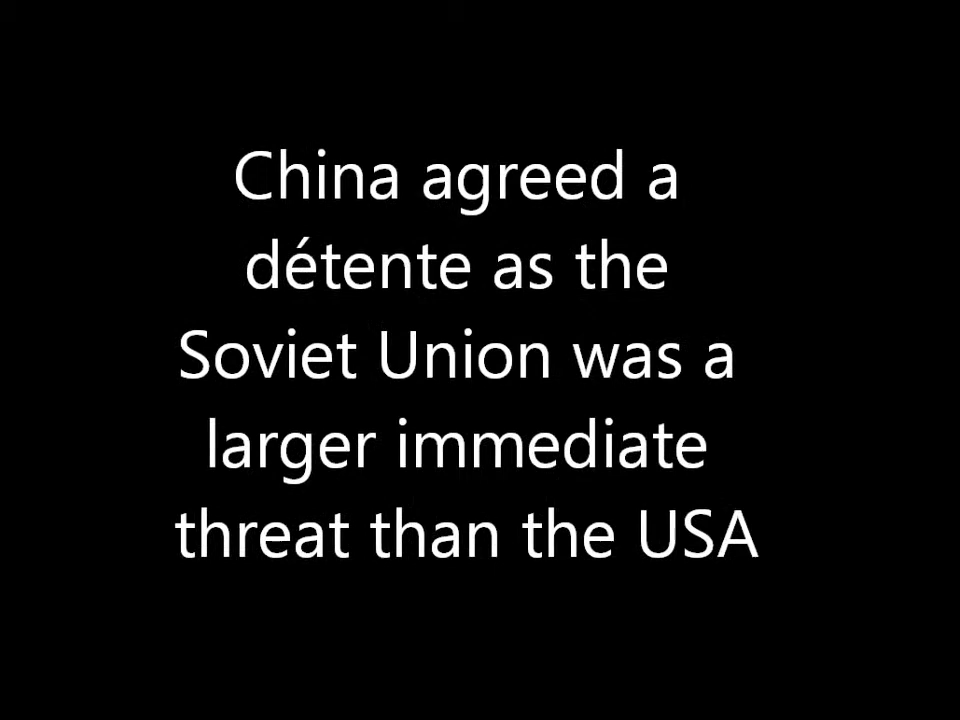 China agreed a
détente as the
Soviet Union was a
larger immediate
threat than the USA